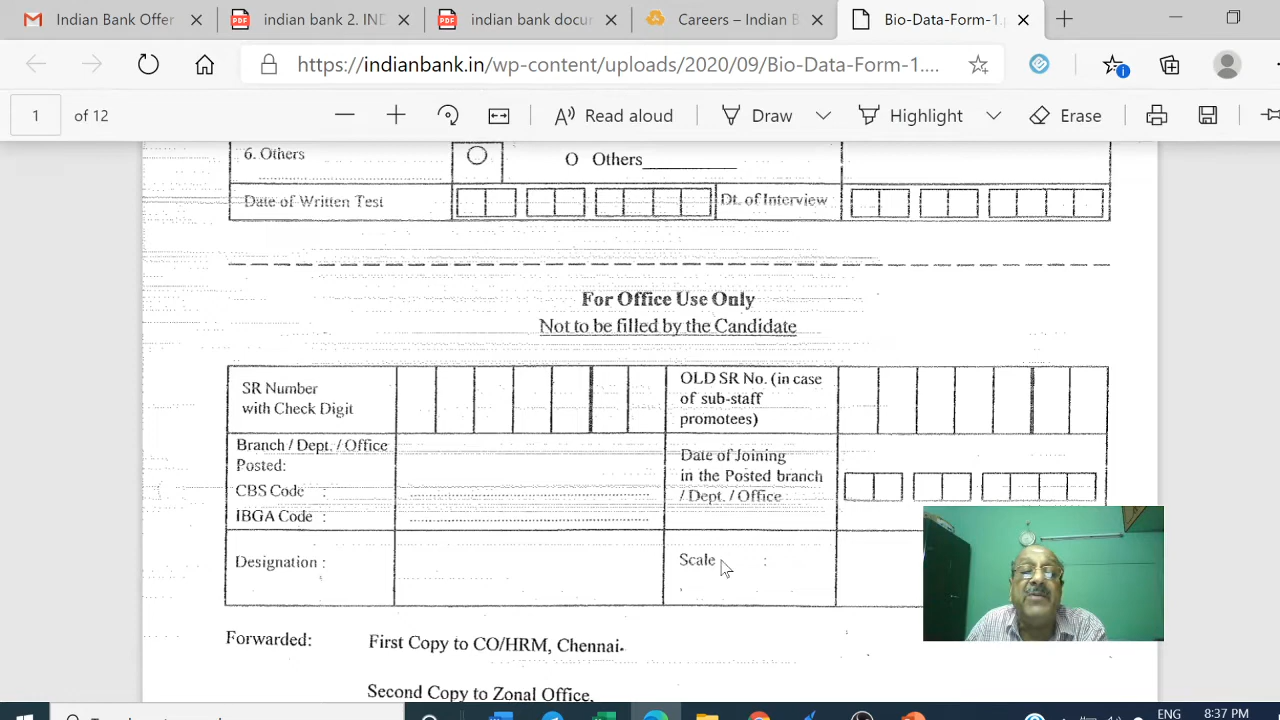 Indian Bank Offer
indian bank 2. IND
indian bank docur
Careers – Indian B
Bio-Data-Form-1.p
https://indianbank.in/wp-content/uploads/2020/09/Bio-Data-Form-1....
1 of 12
Read aloud
Draw
Highlight
Erase
6. Others
O Others
Date of Written Test
Dt. of Interview
For Office Use Only
Not to be filled by the Candidate
SR Number
with Check Digit
OLD SR No. (in case
of sub-staff
promotees)
Branch / Dept. / Office
Posted:
CBS Code :
IBGA Code :
Date of Joining
in the Posted branch
/ Dept. / Office
Designation :
Scale :
Forwarded: First Copy to CO/HRM, Chennai.
Second Copy to Zonal Office,
ENG
8:37 PM